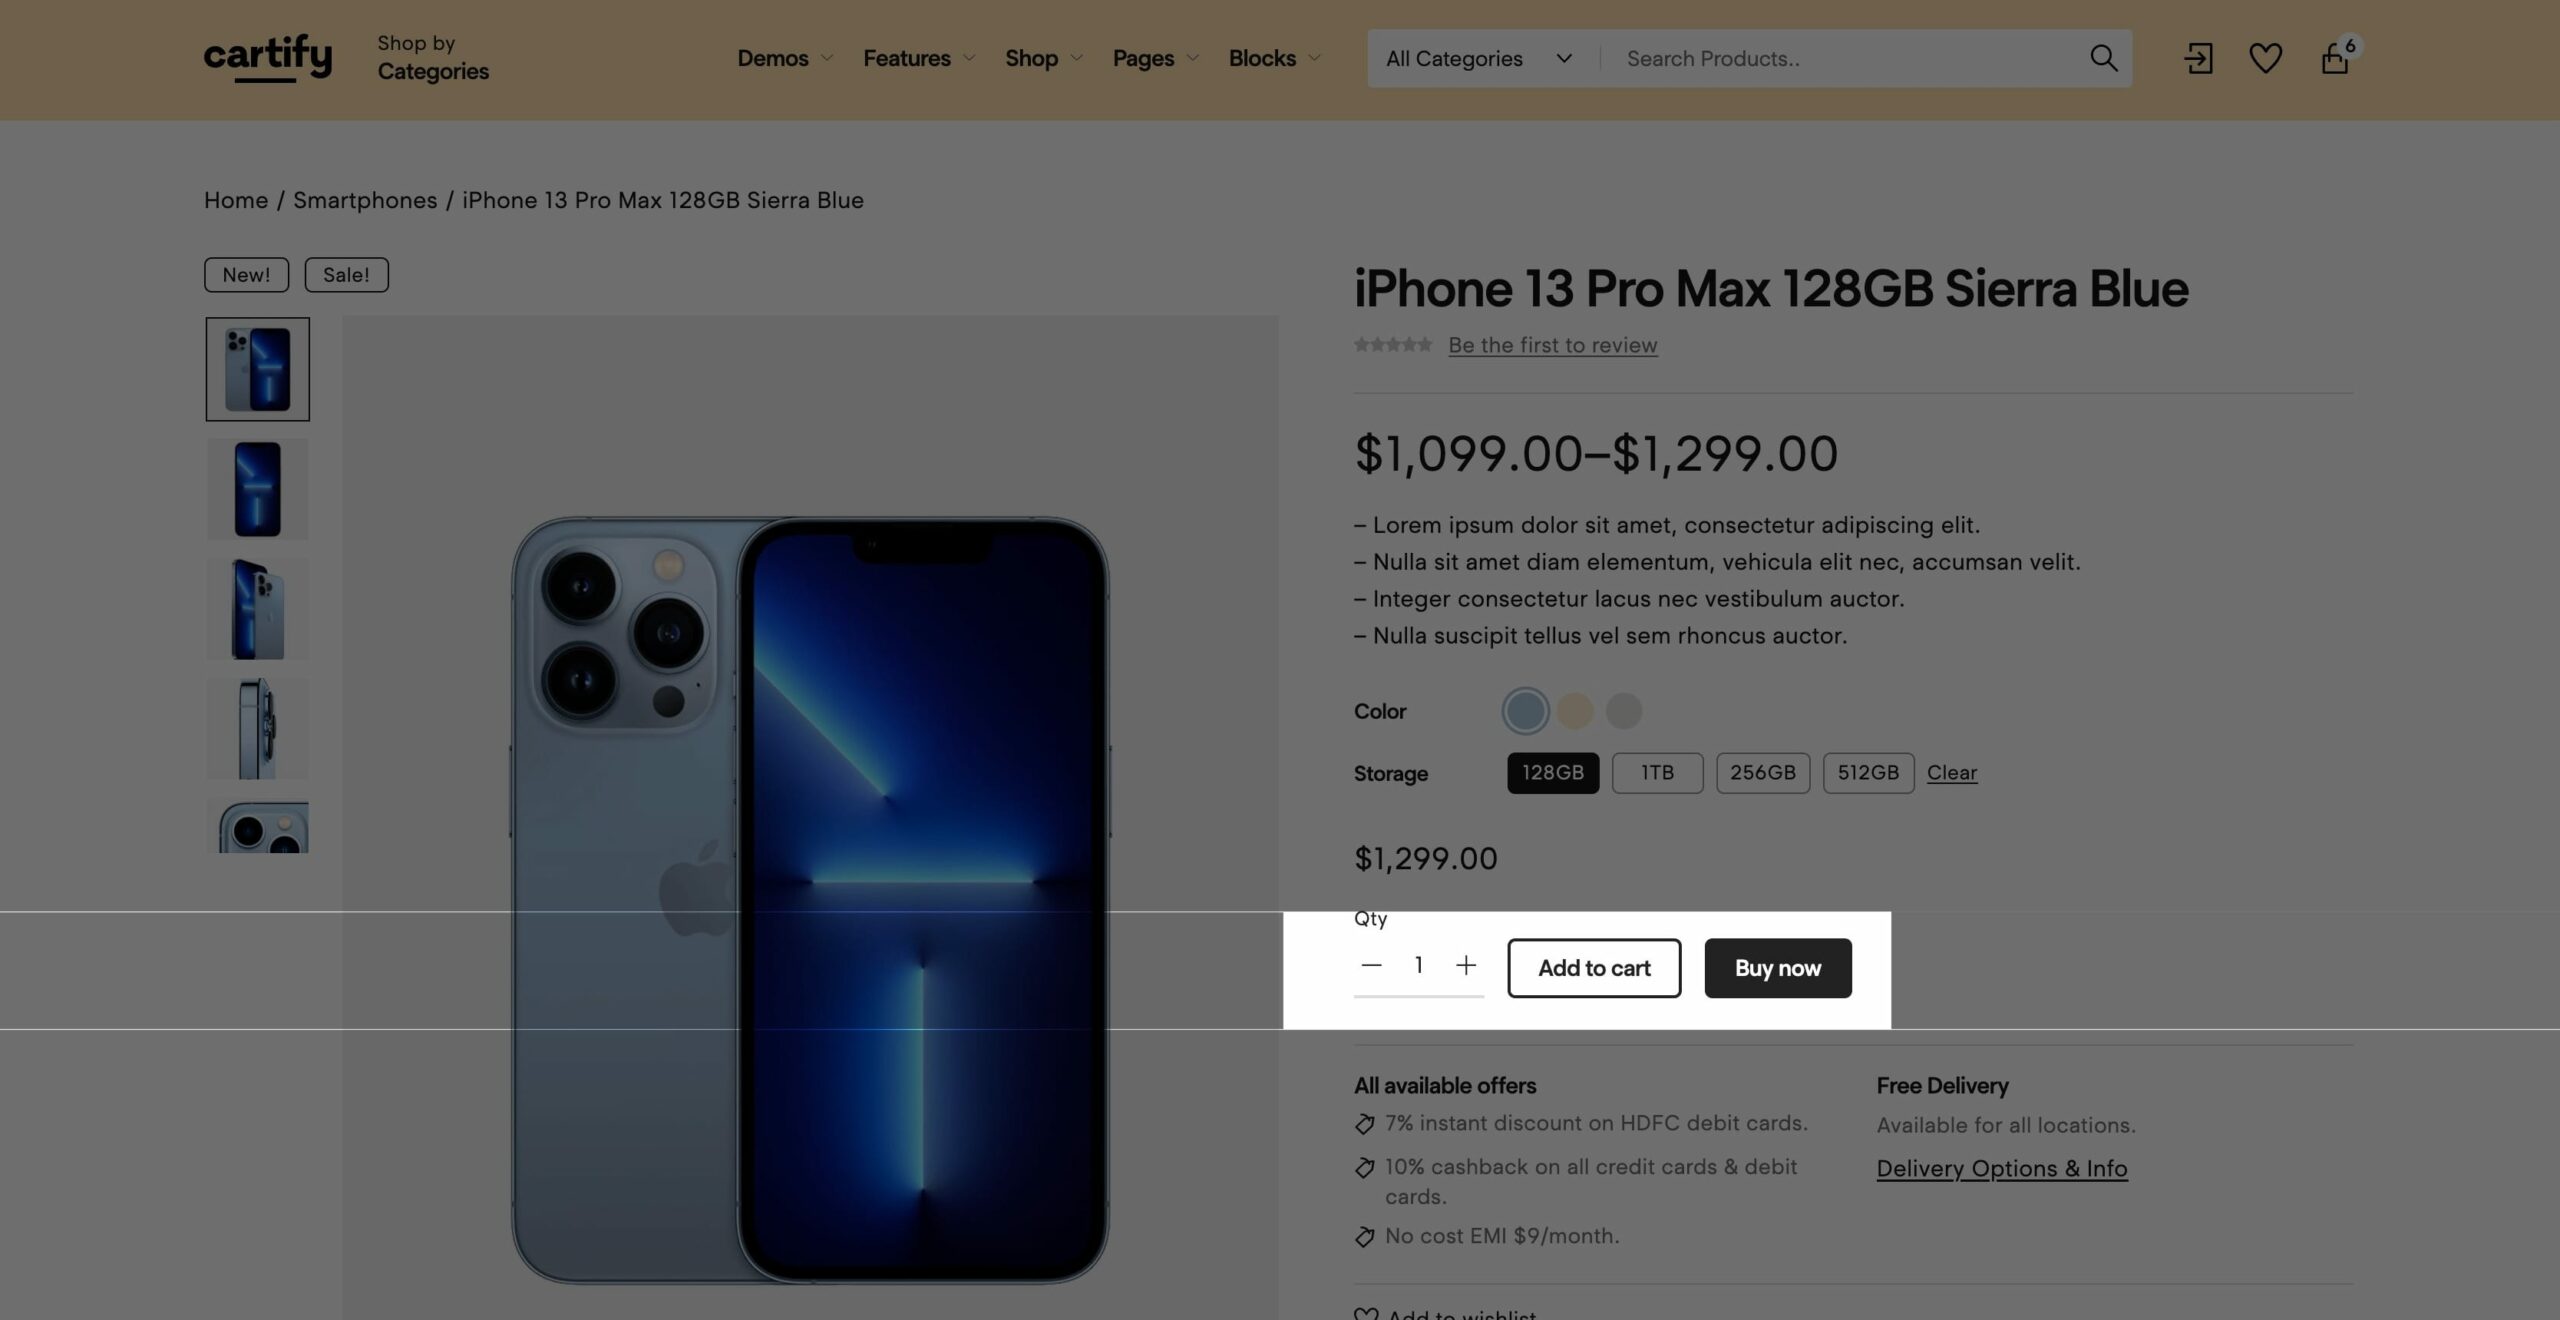 cartify
Shop by
Categories
Demos
Features
Shop
Pages
Blocks
All Categories
Search Products..
6
Home / Smartphones / iPhone 13 Pro Max 128GB Sierra Blue
New!
Sale!
iPhone 13 Pro Max 128GB Sierra Blue
Be the first to review
$1,099.00–$1,299.00
– Lorem ipsum dolor sit amet, consectetur adipiscing elit.
– Nulla sit amet diam elementum, vehicula elit nec, accumsan velit.
– Integer consectetur lacus nec vestibulum auctor.
– Nulla suscipit tellus vel sem rhoncus auctor.
Color
Storage
128GB
1TB
256GB
512GB
Clear
$1,299.00
Qty
1
Add to cart
Buy now
All available offers
7% instant discount on HDFC debit cards.
10% cashback on all credit cards & debit
cards.
No cost EMI $9/month.
Free Delivery
Available for all locations.
Delivery Options & Info
Add to wishlist